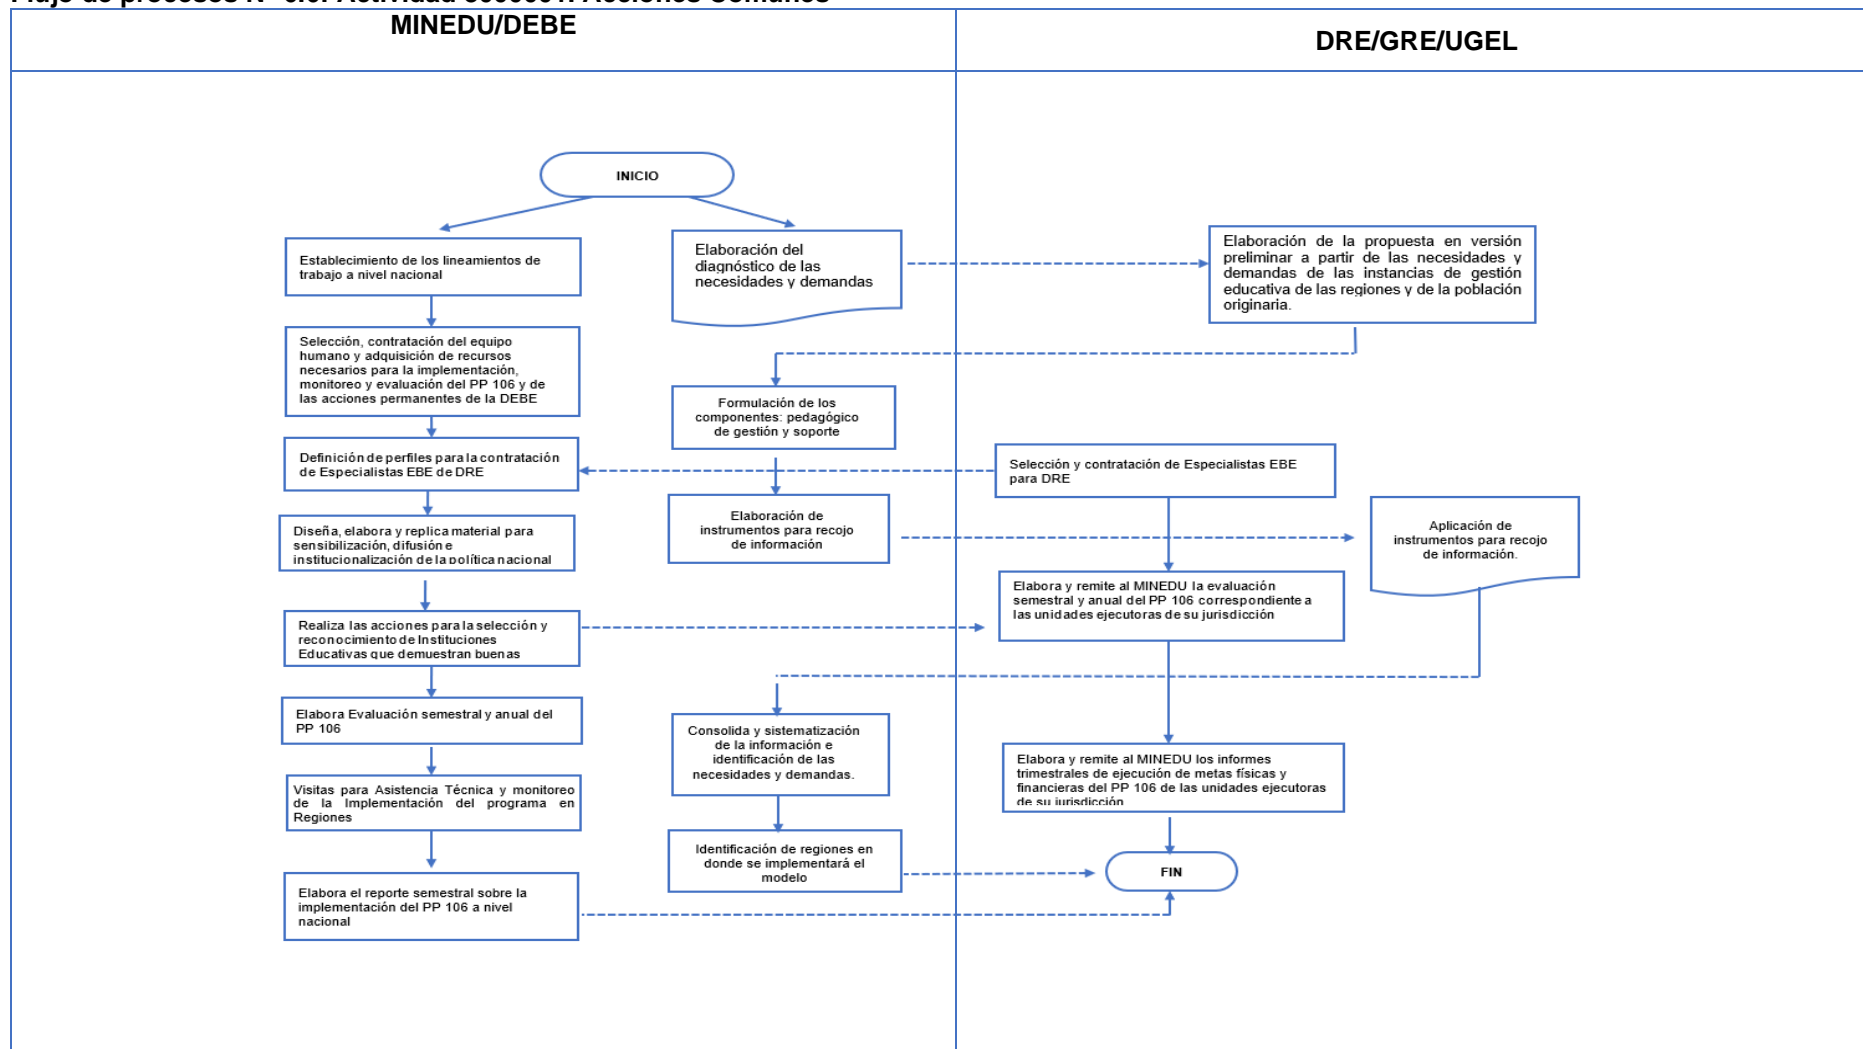 MINEDU/DEBE
DRE/GRE/UGEL
INICIO
Establecimiento de los lineamientos de
trabajo a nivel nacional
Elaboración del
diagnóstico de las
necesidades y demandas
Elaboración de la propuesta en versión
preliminar a partir de las necesidades y
demandas de las instancias de gestión
educativa de las regiones y de la población
originaria.
Selección, contratación del equipo
humano y adquisición de recursos
necesarios para la implementación,
monitoreo y evaluación del PP 106 y de
las acciones permanentes de la DEBE
Formulación de los
componentes: pedagógico
de gestión y soporte
Definición de perfiles para la contratación
de Especialistas EBE de DRE
Selección y contratación de Especialistas EBE
para DRE
Diseña, elabora y replica material para
sensibilización, difusión e
institucionalización de la política nacional
Elaboración de
instrumentos para recojo
de información
Aplicación de
instrumentos para recojo
de información.
Realiza las acciones para la selección y
reconocimiento de Instituciones
Educativas que demuestran buenas
Elabora y remite al MINEDU la evaluación
semestral y anual del PP 106 correspondiente a
las unidades ejecutoras de su jurisdicción
Elabora Evaluación semestral y anual del
PP 106
Consolida y sistematización
de la información e
identificación de las
necesidades y demandas.
Elabora y remite al MINEDU los informes
trimestrales de ejecución de metas físicas y
financieras del PP 106 de las unidades ejecutoras
de su jurisdicción
Visitas para Asistencia Técnica y monitoreo
de la Implementación del programa en
Regiones
Identificación de regiones en
donde se implementará el
modelo
FIN
Elabora el reporte semestral sobre la
implementación del PP 106 a nivel
nacional